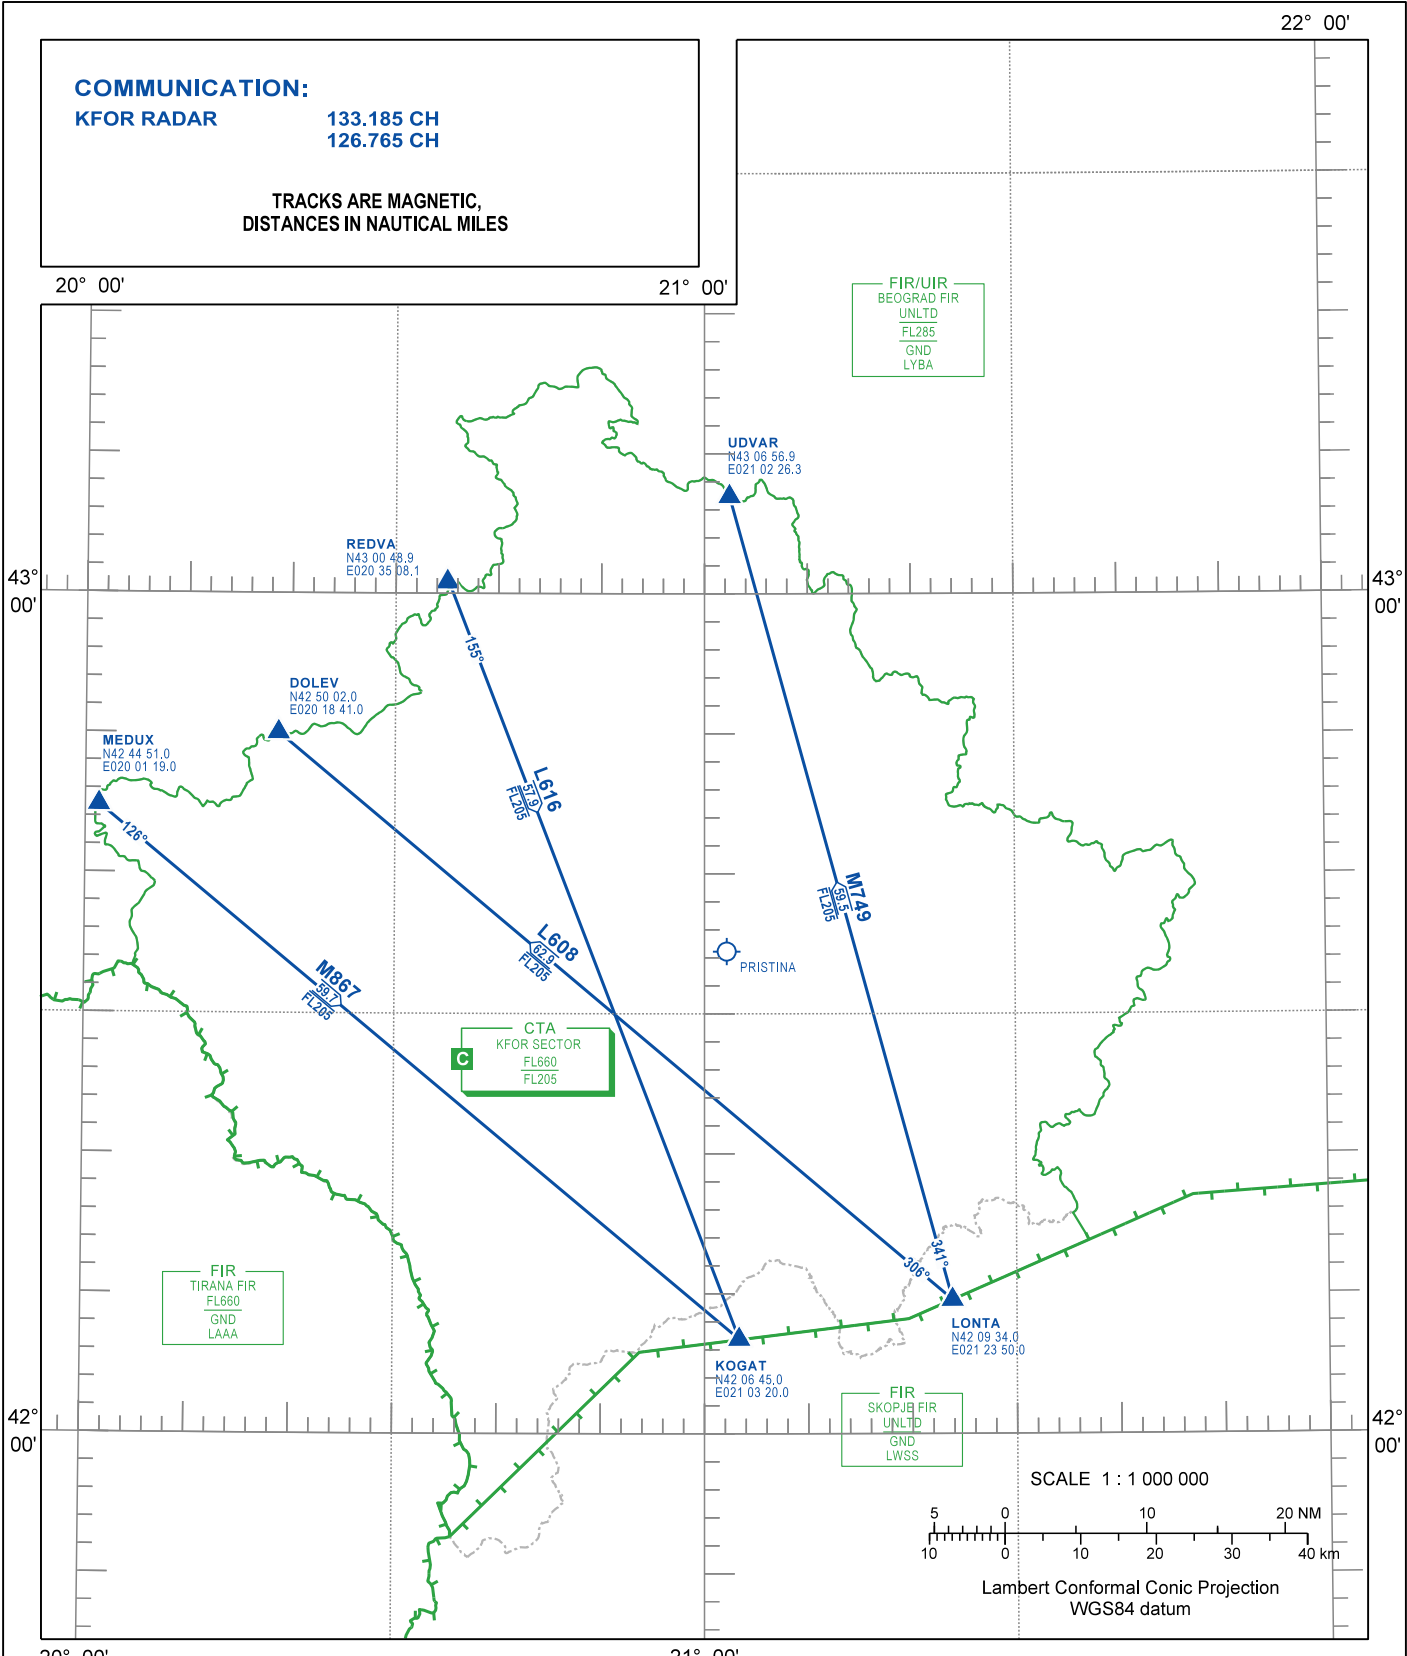 22° 00'
COMMUNICATION:
KFOR RADAR 133.185 CH
126.765 CH
TRACKS ARE MAGNETIC,
DISTANCES IN NAUTICAL MILES
20° 00'
21° 00'
FIR/UIR
BEOGRAD FIR
UNLTD
FL285
GND
LYBA
UDVAR
N43 06 56.9
E021 02 26.3
REDVA
N43 00 48.9
E020 35 08.1
43°
00'
43°
00'
155°
DOLEV
N42 50 02.0
E020 18 41.0
MEDUX
N42 44 51.0
E020 01 19.0
126°
L616
57.9
FL205
M749
59.5
FL205
L608
62.9
FL205
M867
59.7
FL205
PRISTINA
CTA
KFOR SECTOR
C
FL660
FL205
341°
306°
FIR
TIRANA FIR
FL660
GND
LAAA
LONTA
N42 09 34.0
E021 23 50.0
KOGAT
N42 06 45.0
E021 03 20.0
FIR
SKOPJE FIR
UNLTD
GND
LWSS
42°
00'
42°
00'
SCALE 1 : 1 000 000
5 0 10 20 NM
10 0 10 20 30 40 km
Lambert Conformal Conic Projection
WGS84 datum
20° 00'
21° 00'